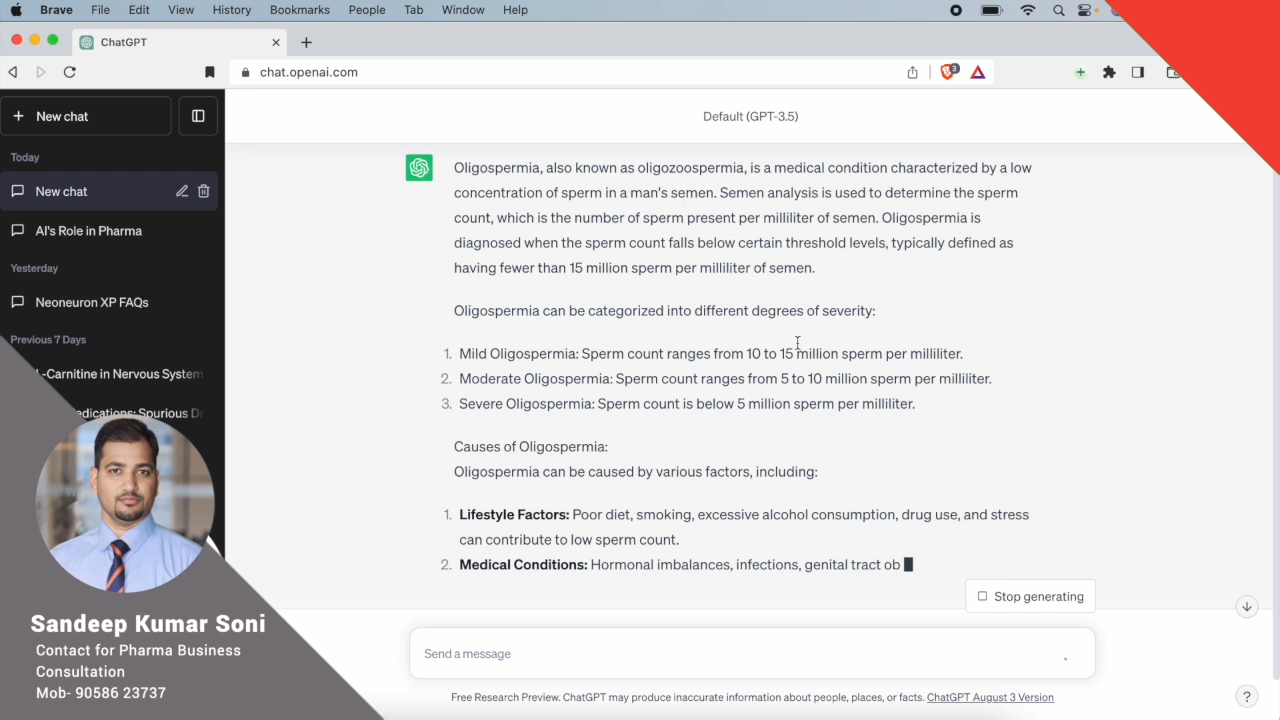 Brave File Edit View History Bookmarks People Tab Window Help
ChatGPT
chat.openai.com
3
New chat
Default (GPT-3.5)
Today
New chat
AI's Role in Pharma
Yesterday
Neoneuron XP FAQs
Previous 7 Days
L-Carnitine in Nervous System
edications: Spurious Dr
Oligospermia, also known as oligozoospermia, is a medical condition characterized by a low
concentration of sperm in a man's semen. Semen analysis is used to determine the sperm
count, which is the number of sperm present per milliliter of semen. Oligospermia is
diagnosed when the sperm count falls below certain threshold levels, typically defined as
having fewer than 15 million sperm per milliliter of semen.
Oligospermia can be categorized into different degrees of severity:
1. Mild Oligospermia: Sperm count ranges from 10 to 15 million sperm per milliliter.
2. Moderate Oligospermia: Sperm count ranges from 5 to 10 million sperm per milliliter.
3. Severe Oligospermia: Sperm count is below 5 million sperm per milliliter.
Causes of Oligospermia:
Oligospermia can be caused by various factors, including:
1. Lifestyle Factors: Poor diet, smoking, excessive alcohol consumption, drug use, and stress
can contribute to low sperm count.
2. Medical Conditions: Hormonal imbalances, infections, genital tract ob
Stop generating
Send a message
Free Research Preview. ChatGPT may produce inaccurate information about people, places, or facts. ChatGPT August 3 Version
?
Sandeep Kumar Soni
Contact for Pharma Business
Consultation
Mob- 90586 23737